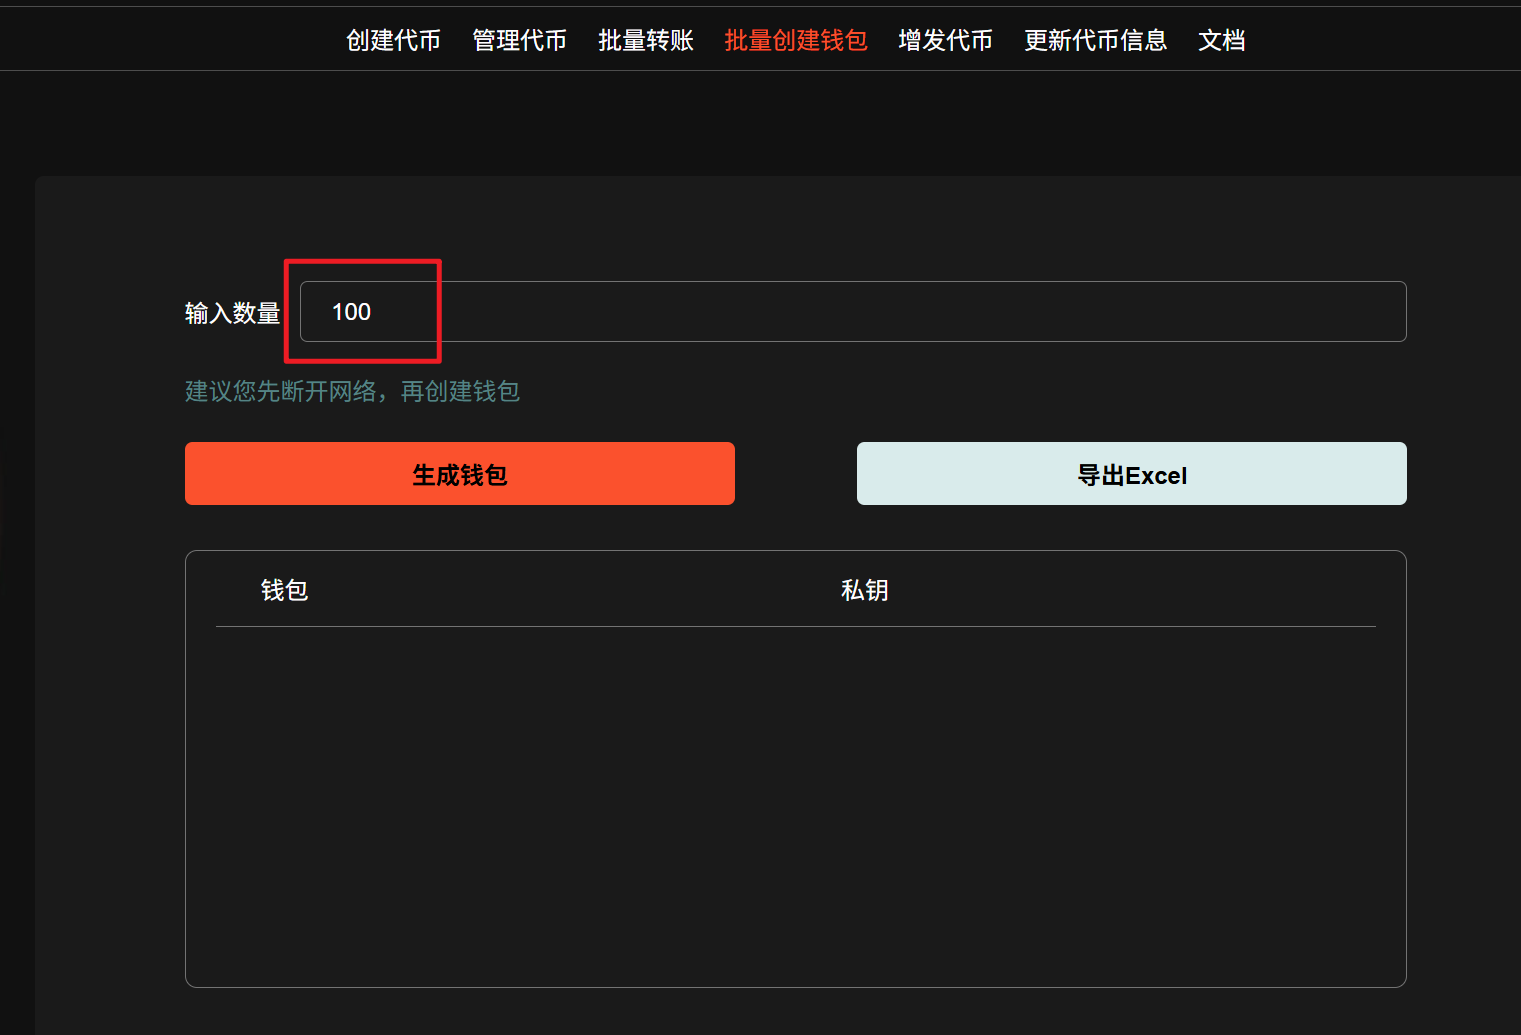 创建代币 管理代币 批量转账 批量创建钱包 增发代币 更新代币信息 文档
输入数量 100
建议您先断开网络，再创建钱包
生成钱包 导出Excel
钱包 私钥